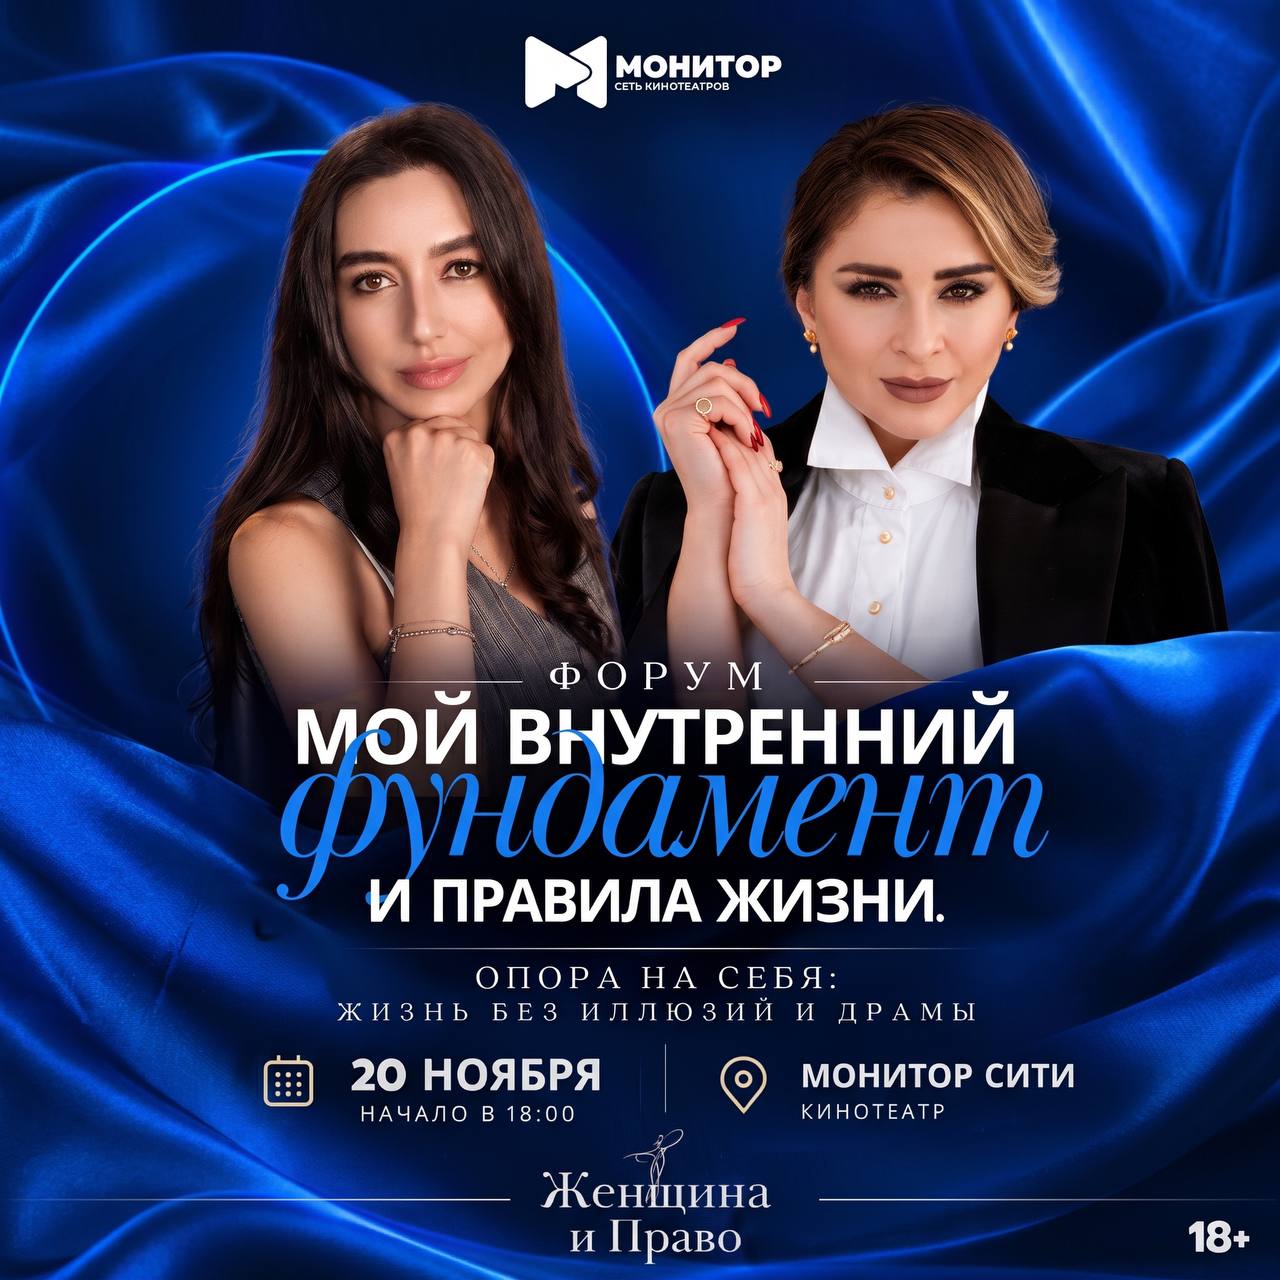 МОНИТОР
СЕТЬ КИНОТЕАТРОВ
ФОРУМ
МОЙ ВНУТРЕННИЙ
фундамент
И ПРАВИЛА ЖИЗНИ.
ОПОРА НА СЕБЯ:
ЖИЗНЬ БЕЗ ИЛЛЮЗИЙ И ДРАМЫ
20 НОЯБРЯ
НАЧАЛО В 18:00
МОНИТОР СИТИ
КИНОТЕАТР
Женщина
и Право
18+